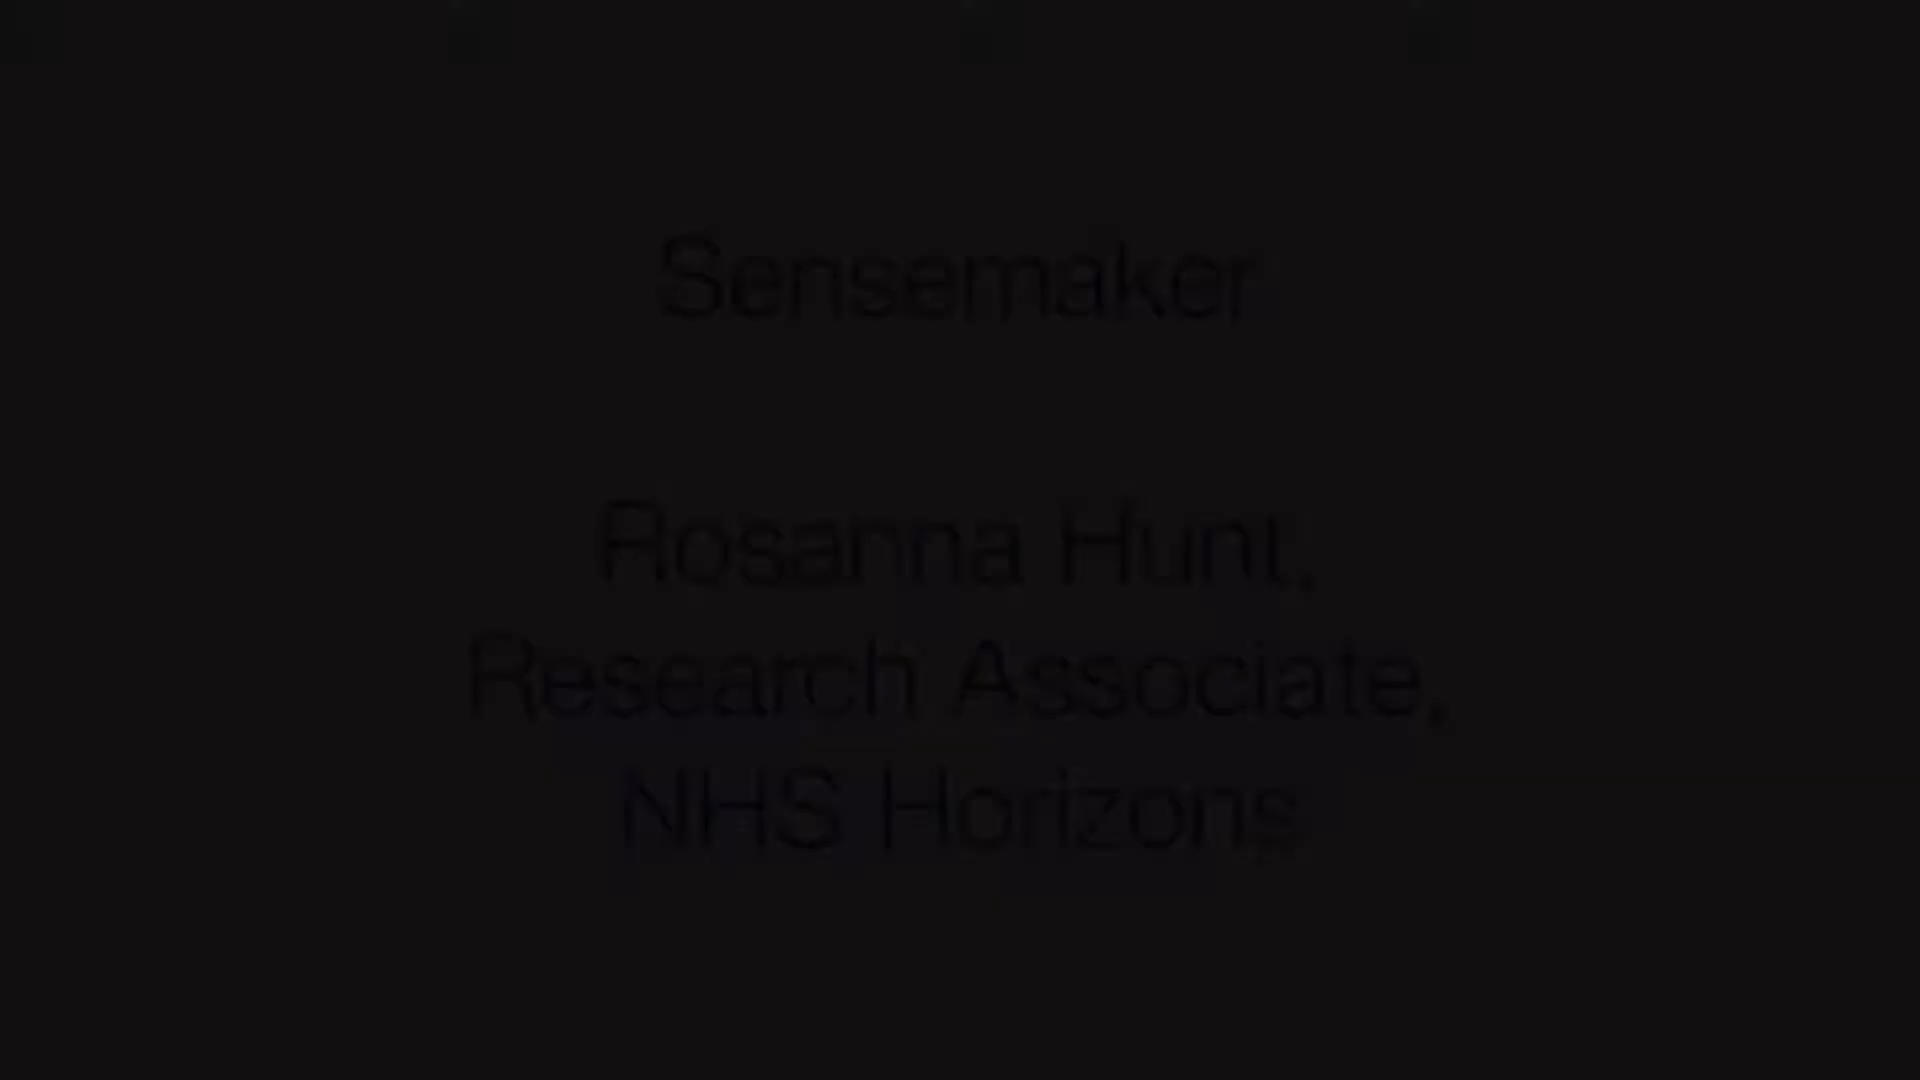 Sensemaker
Rosanna Hunt,
Research Associate,
NHS Horizons